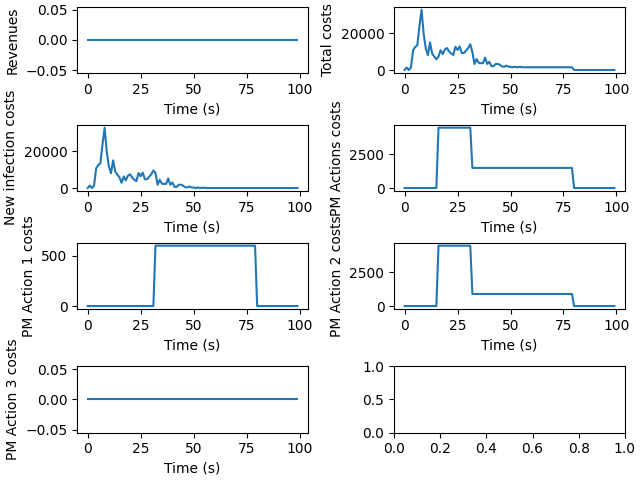 Revenues
0.05
0.00
−0.05
0 25 50 75 100
Time (s)
Total costs
20000
0
0 25 50 75 100
Time (s)
New infection costs
20000
0
0 25 50 75 100
Time (s)
PM Actions costs
2500
0
0 25 50 75 100
Time (s)
PM Action 1 costs
500
0
0 25 50 75 100
Time (s)
PM Action 2 costs
2500
0
0 25 50 75 100
Time (s)
PM Action 3 costs
0.05
0.00
−0.05
0 25 50 75 100
Time (s)
1.0
0.5
0.0
0.0 0.2 0.4 0.6 0.8 1.0